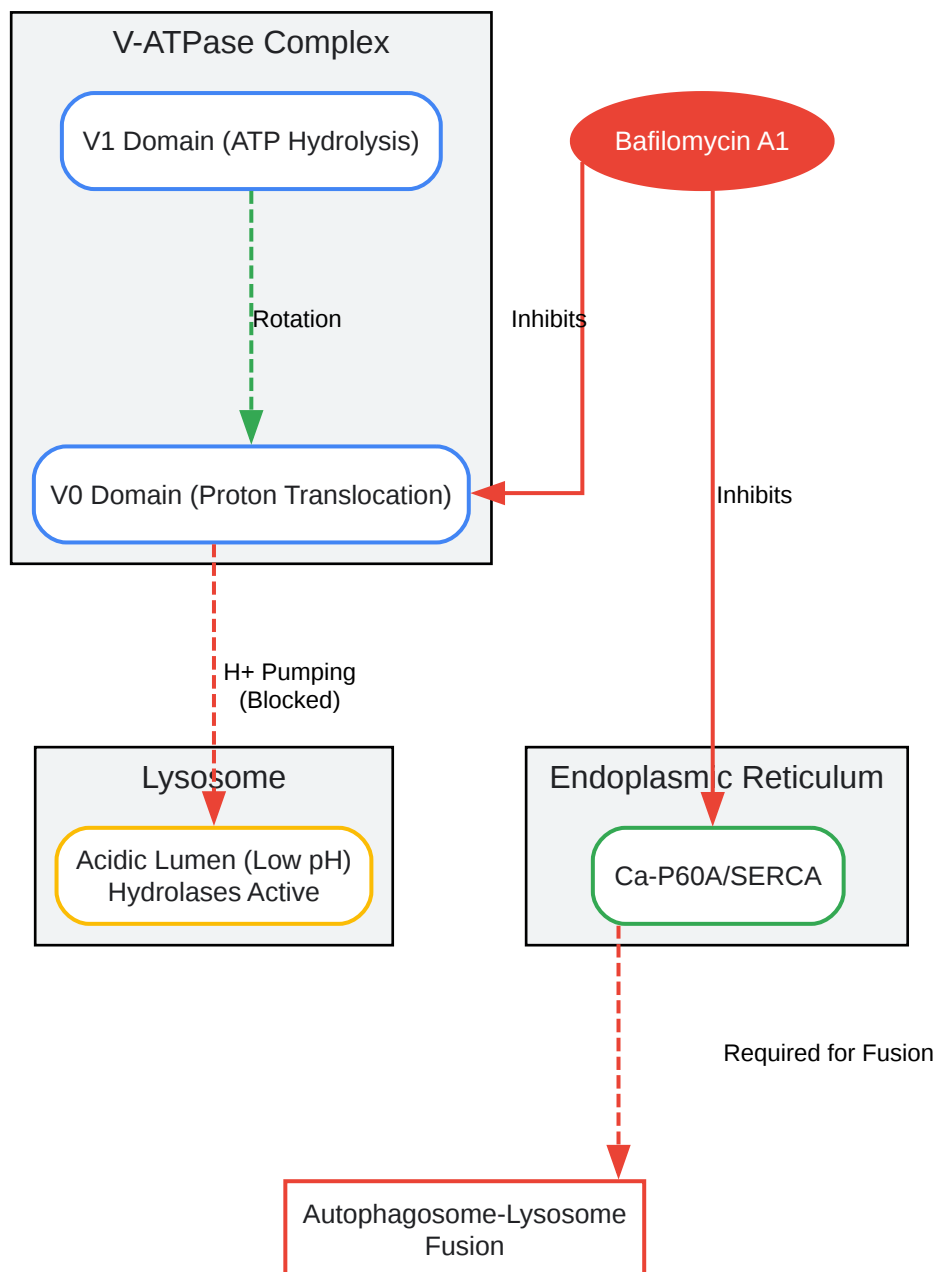 V-ATPase Complex
V1 Domain (ATP Hydrolysis)
Bafilomycin A1
Rotation
Inhibits
V0 Domain (Proton Translocation)
Inhibits
H+ Pumping
(Blocked)
Lysosome
Endoplasmic Reticulum
Acidic Lumen (Low pH)
Hydrolases Active
Ca-P60A/SERCA
Required for Fusion
Autophagosome-Lysosome
Fusion